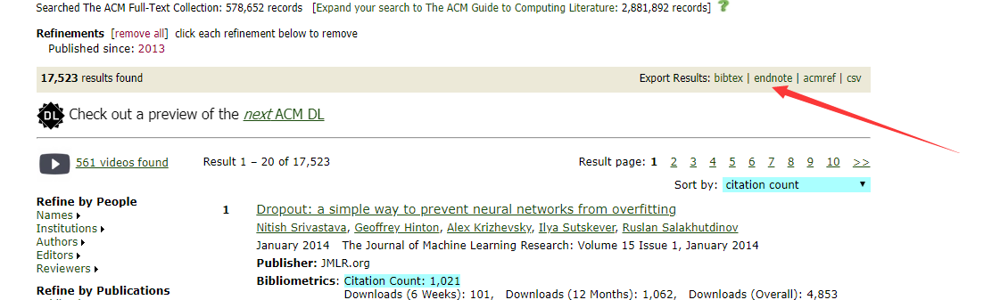 Searched The ACM Full-Text Collection: 578,652 records [Expand your search to The ACM Guide to Computing Literature: 2,881,892 records] ?
Refinements [remove all] click each refinement below to remove
Published since: 2013
17,523 results found Export Results: bibtex | endnote | acmref | csv
DL Check out a preview of the next ACM DL
561 videos found Result 1 – 20 of 17,523 Result page: 1 2 3 4 5 6 7 8 9 10 >>
Sort by: citation count
Refine by People
Names
Institutions
Authors
Editors
Reviewers
Refine by Publications
1 Dropout: a simple way to prevent neural networks from overfitting
Nitish Srivastava, Geoffrey Hinton, Alex Krizhevsky, Ilya Sutskever, Ruslan Salakhutdinov
January 2014 The Journal of Machine Learning Research: Volume 15 Issue 1, January 2014
Publisher: JMLR.org
Bibliometrics: Citation Count: 1,021
Downloads (6 Weeks): 101, Downloads (12 Months): 1,062, Downloads (Overall): 4,853